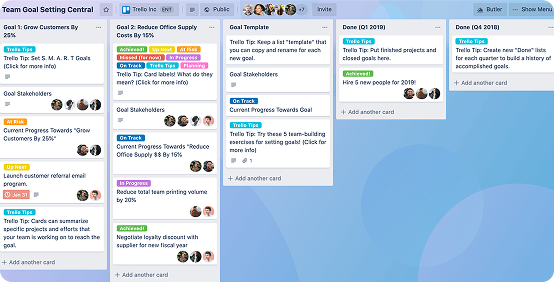 Team Goal Setting Central
Trello Inc.
ENT
Public
+7
Invite
Butler
Show Menu
Goal 1: Grow Customers By
25%
Trello Tips
Trello Tip: Set S. M. A. R. T Goals
(Click for more info)
Goal Stakeholders
At Risk
Current Progress Towards "Grow
Customers By 25%"
Up Next
Launch customer referral email
program.
Jan 31
Trello Tips
Trello Tip: Cards can summarize
specific projects and efforts that
your team is working on to reach the
goal.
+ Add another card
Goal 2: Reduce Office Supply
Costs By 15%
Achieved! Up Next At Risk
Missed (for now) In Progress
On Track Trello Tips Planning
Trello Tip: Card labels! What do they
mean? (Click for more info)
Goal Stakeholders
On Track
Current Progress Towards "Reduce
Office Supply $$ By 15%
In Progress
Reduce total team printing volume
by 20%
Achieved!
Negotiate loyalty discount with
supplier for new fiscal year
+ Add another card
Goal Template
Trello Tip: Keep a list "template" that
you can copy and rename for each
new goal.
Goal Stakeholders
On Track
Current Progress Towards Goal
Trello Tips
Trello Tip: Try these 5 team-building
exercises for setting goals! (Click for
more info)
1
+ Add another card
Done (Q1 2019)
Trello Tips
Trello Tip: Put finished projects and
closed goals here.
Achieved!
Hire 5 new people for 2019!
+ Add another card
Done (Q4 2018)
Trello Tips
Trello Tip: Create new "Done" lists
for each quarter to build a history of
accomplished goals.
+ Add another card